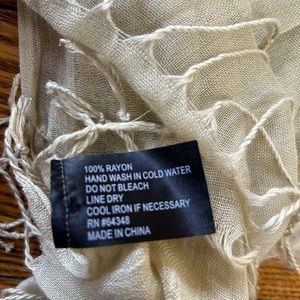 100% RAYON
HAND WASH IN COLD WATER
DO NOT BLEACH
LINE DRY
COOL IRON IF NECESSARY
RN #64348
MADE IN CHINA